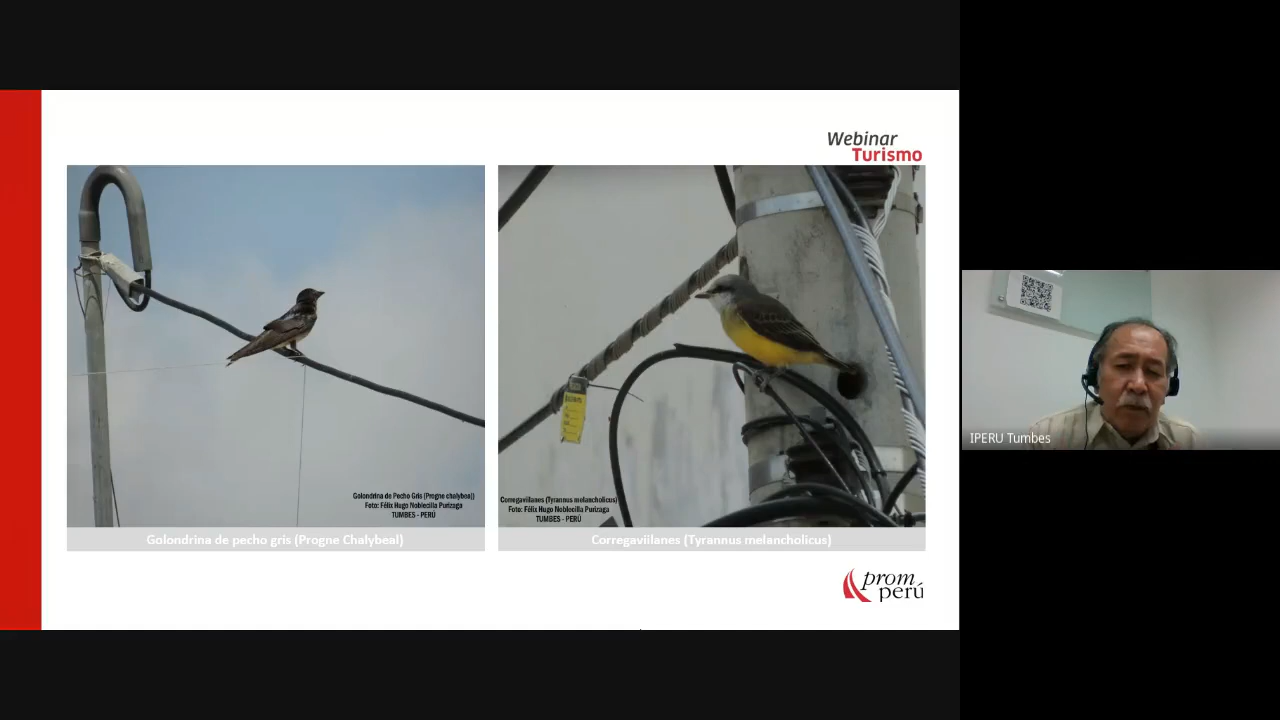 Webinar
Turismo
Golondrina de Pecho Gris (Progne chalybea))
Foto: Félix Hugo Noblecilla Purizaga
TUMBES - PERÚ
Golondrina de pecho gris (Progne Chalybeal)
Corregaviilanes (Tyrannus melancholicus)
Foto: Félix Hugo Noblecilla Purizaga
TUMBES - PERÚ
Corregaviilanes (Tyrannus melancholicus)
prom
perú
IPERU Tumbes